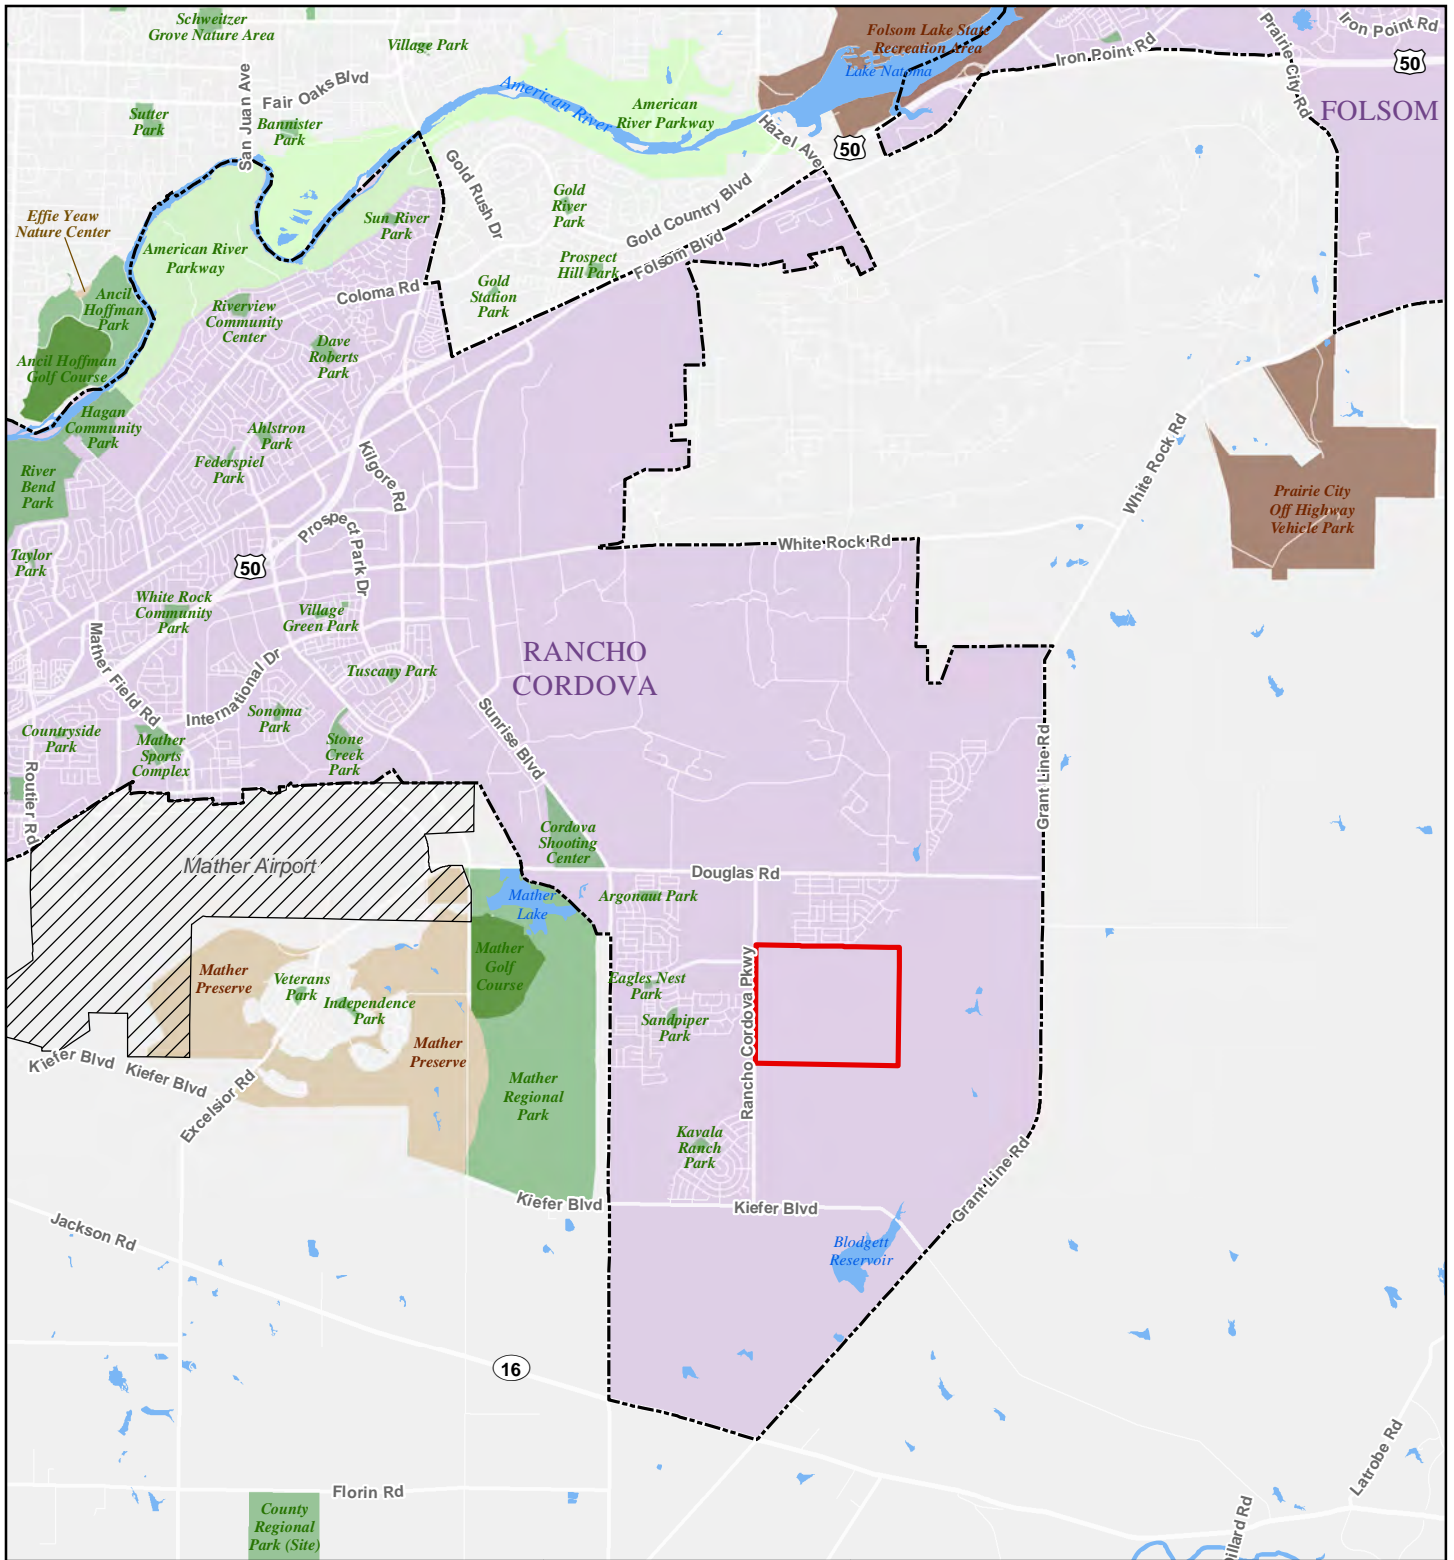 Schweitzer
Grove Nature Area
Village Park
Folsom Lake State
Recreation Area
Lake Natoma
Iron Point Rd
Prairie City Rd
Iron Point Rd
50
FOLSOM
San Juan Ave
Fair Oaks Blvd
Sutter
Park
Bannister
Park
American River
American
River Parkway
Hazel Ave
50
Gold Rush Dr
Gold
River
Park
Gold Country Blvd
Folsom Blvd
Effie Yeaw
Nature Center
American River
Parkway
Sun River
Park
Prospect
Hill Park
Gold
Station
Park
Ancil
Hoffman
Park
Coloma Rd
Riverview
Community
Center
Dave
Roberts
Park
Ancil Hoffman
Golf Course
Hagan
Community
Park
Ahlstron
Park
Federspiel
Park
Kilgore Rd
River
Bend
Park
White Rock Rd
Prairie City
Off Highway
Vehicle Park
Prospect Park Dr
White Rock Rd
Taylor
Park
50
White Rock
Community
Park
Village
Green Park
Mather Field Rd
International Dr
Tuscany Park
RANCHO
CORDOVA
Sonoma
Park
Countryside
Park
Mather
Sports
Complex
Stone
Creek
Park
Sunrise Blvd
Grant Line Rd
Routier Rd
Cordova
Shooting
Center
Mather Airport
Douglas Rd
Mather
Lake
Argonaut Park
Mather
Golf
Course
Mather
Preserve
Veterans
Park
Independence
Park
Eagles Nest
Park
Sandpiper
Park
Rancho Cordova Pkwy
Mather
Preserve
Kiefer Blvd
Kiefer Blvd
Excelsior Rd
Mather
Regional
Park
Kavala
Ranch
Park
Grant Line Rd
Kiefer Blvd
Kiefer Blvd
Jackson Rd
Blodgett
Reservoir
16
Latrobe Rd
Florin Rd
County
Regional
Park (Site)
Dillard Rd